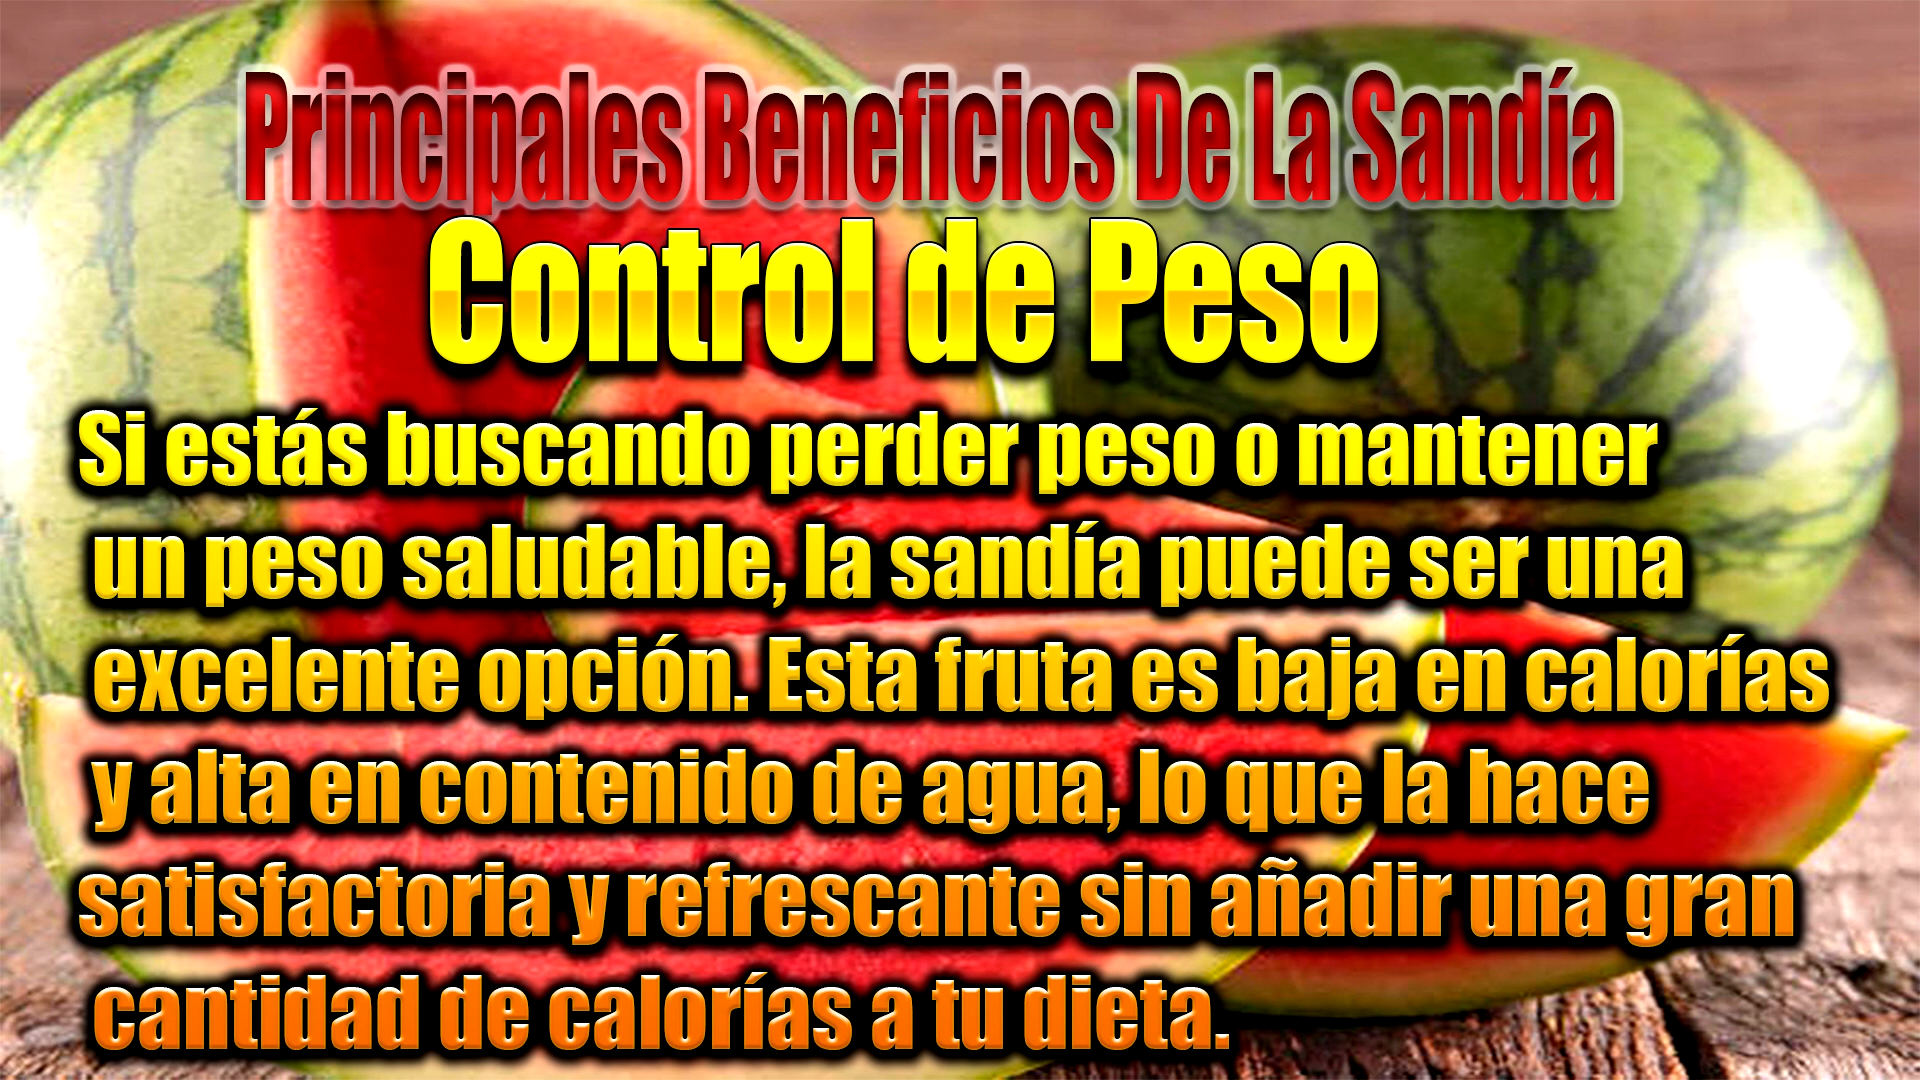 Principales Beneficios De La Sandía
Control de Peso
Si estás buscando perder peso o mantener
un peso saludable, la sandía puede ser una
excelente opción. Esta fruta es baja en calorías
y alta en contenido de agua, lo que la hace
satisfactoria y refrescante sin añadir una gran
cantidad de calorías a tu dieta.